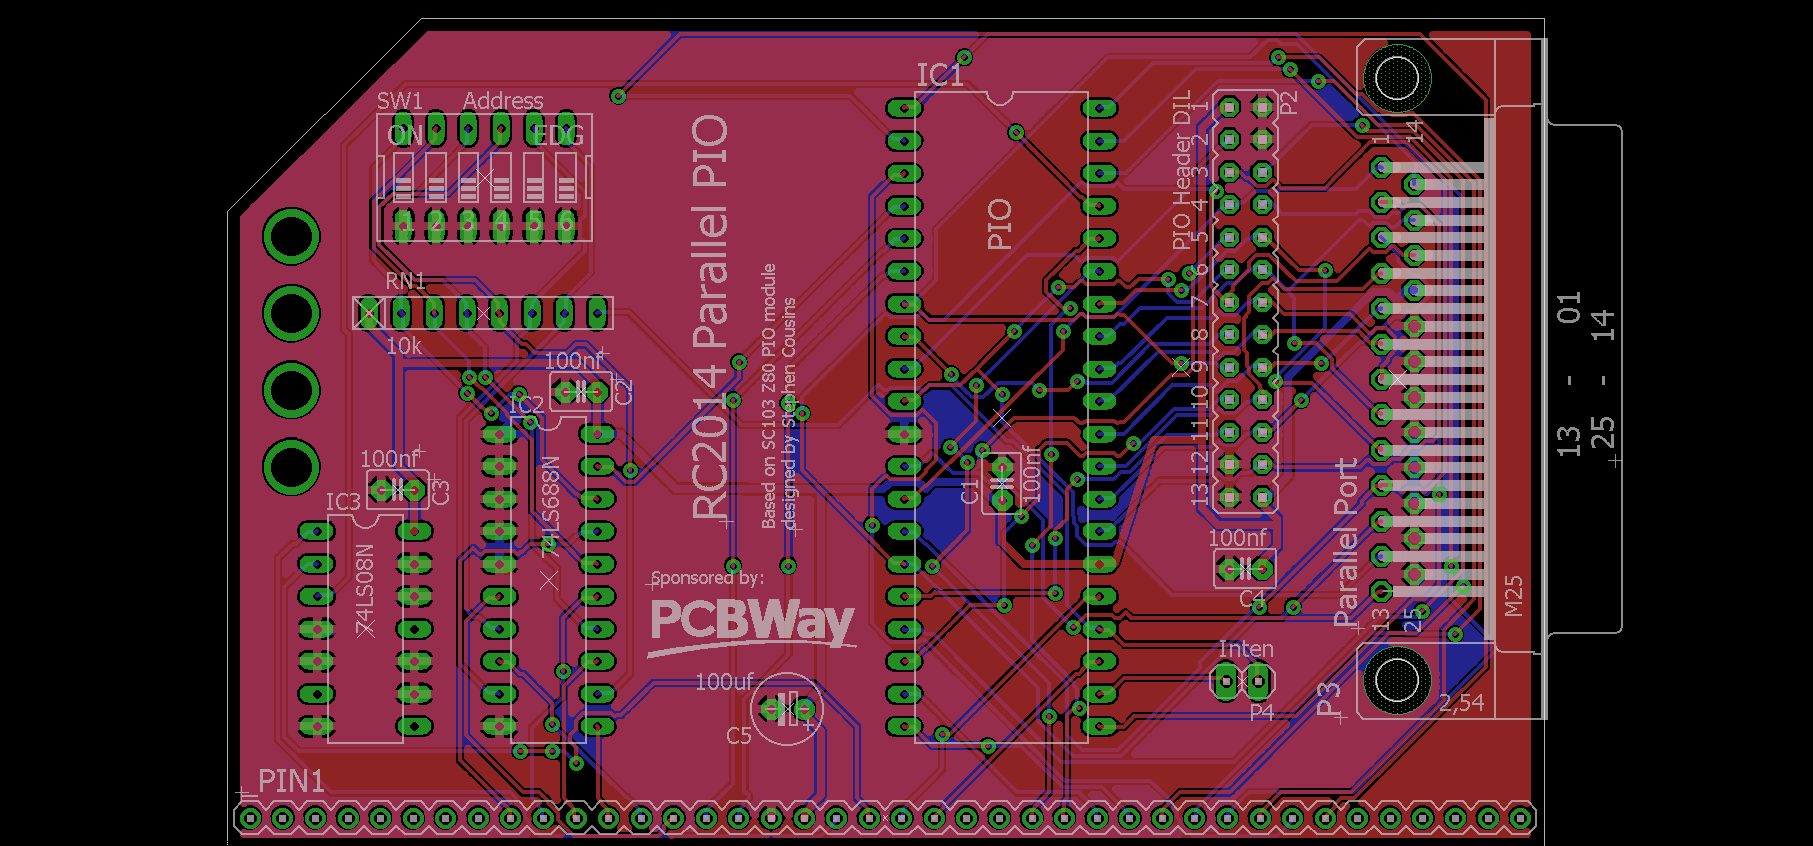 IC1
SW1 Address
ON EDG
1 2 3 4 5 6
RN1
10k
100nf
C2
IC2
74LS688N
100nf
C3
IC3
74LS08N
RC2014 Parallel PIO
Based on SC103 Z80 PIO module
designed by Stephen Cousins
Sponsored by:
PCBWay
100uf
C5
PIO
C1
100nf
PIO Header DIL
P2
1
2
3
4
5
6
7
8
9
10
11
12
13
100nf
C4
Inten
P4
Parallel Port
P3
1 14
13 25
M25
2,54
13 - 01
25 - 14
PIN1